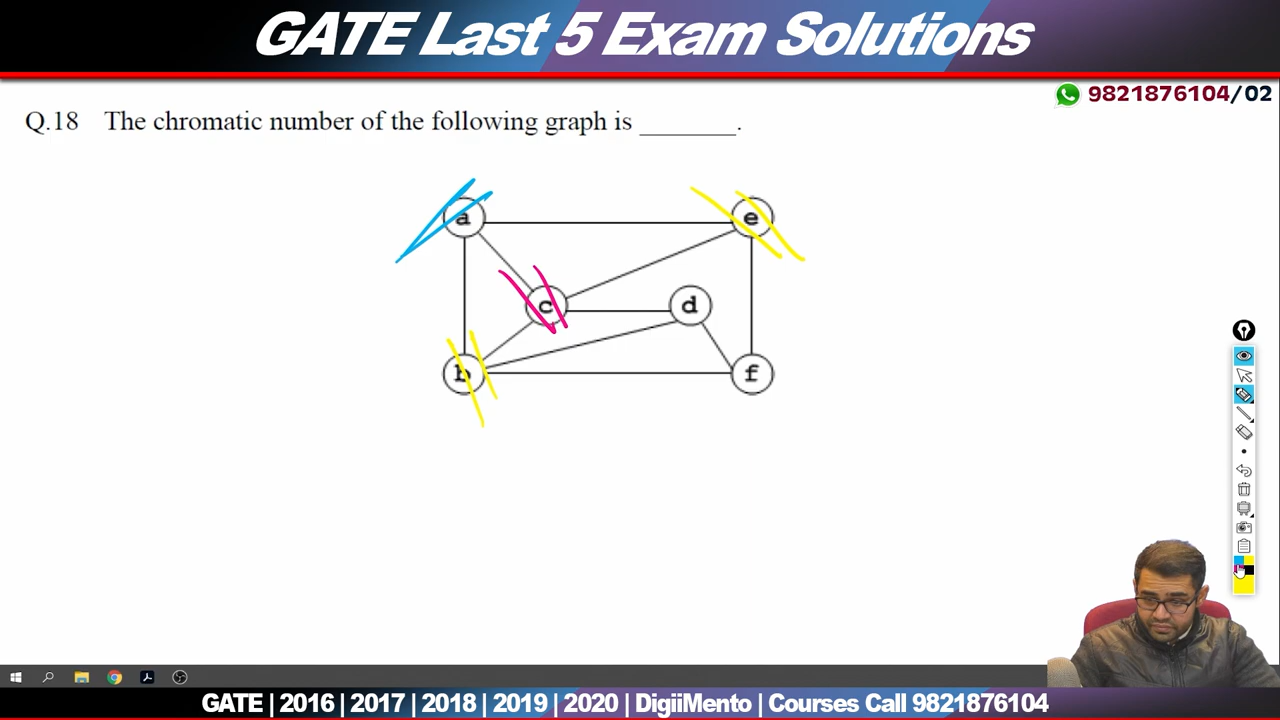 GATE Last 5 Exam Solutions
9821876104/02
Q.18 The chromatic number of the following graph is ________.
a
e
c
d
b
f
GATE | 2016 | 2017 | 2018 | 2019 | 2020 | DigiiMento | Courses Call 9821876104